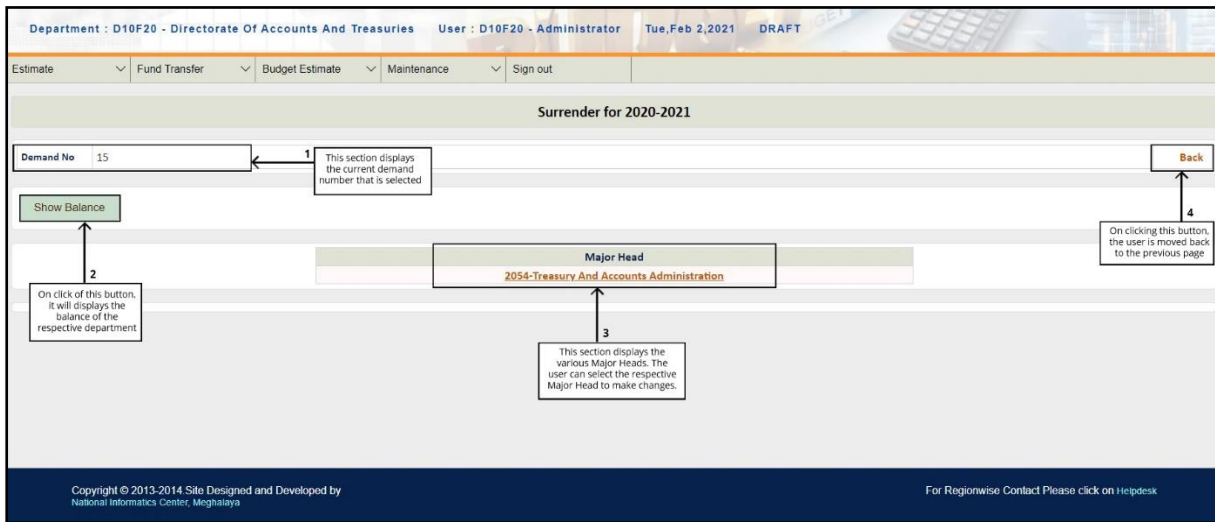 Department : D10F20 - Directorate Of Accounts And Treasuries User : D10F20 - Administrator Tue,Feb 2,2021 DRAFT
Estimate Fund Transfer Budget Estimate Maintenance Sign out
Surrender for 2020-2021
Demand No 15
1
This section displays
the current demand
number that is selected
Back
Show Balance
4
On clicking this button,
the user is moved back
to the previous page
Major Head
2054-Treasury And Accounts Administration
2
On click of this button,
it will displays the
balance of the
respective department
3
This section displays the
various Major Heads. The
user can select the respective
Major Head to make changes.
Copyright © 2013-2014.Site Designed and Developed by
National Informatics Center, Meghalaya
For Regionwise Contact Please click on Helpdesk